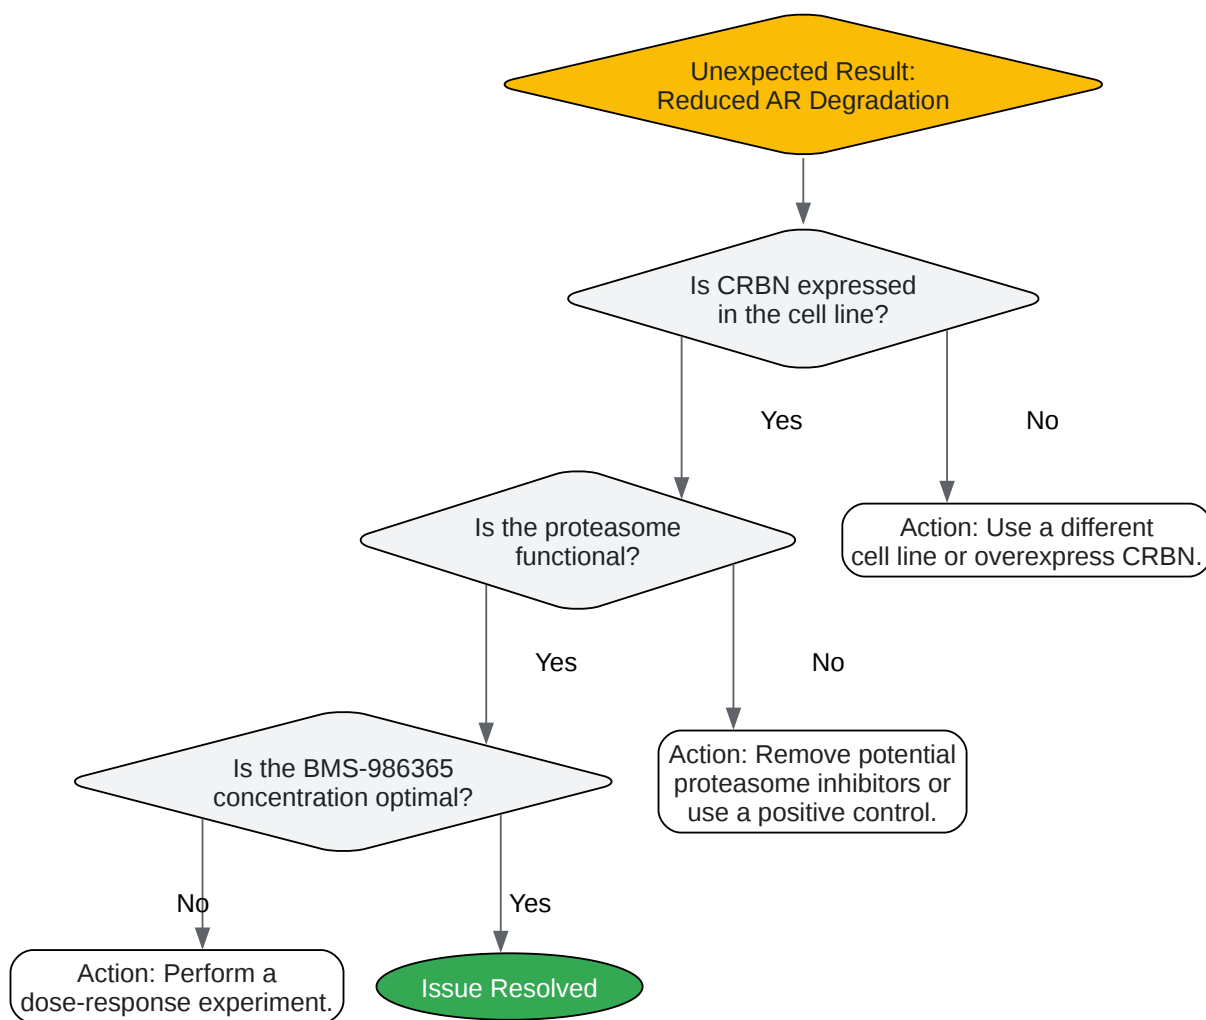 Unexpected Result:
Reduced AR Degradation
Is CRBN expressed
in the cell line?
Yes
No
Is the proteasome
functional?
Action: Use a different
cell line or overexpress CRBN.
Yes
No
Is the BMS-986365
concentration optimal?
Action: Remove potential
proteasome inhibitors or
use a positive control.
No
Yes
Action: Perform a
dose-response experiment.
Issue Resolved